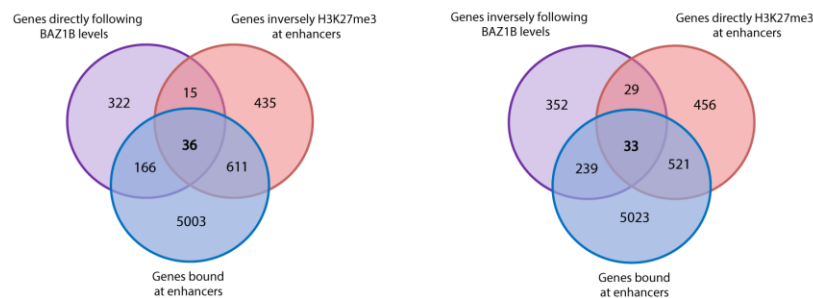 Genes directly following
BAZ1B levels
Genes inversely H3K27me3
at enhancers
322
15
435
36
166
611
5003
Genes bound
at enhancers
Genes inversely following
BAZ1B levels
Genes directly H3K27me3
at enhancers
352
29
456
33
239
521
5023
Genes bound
at enhancers